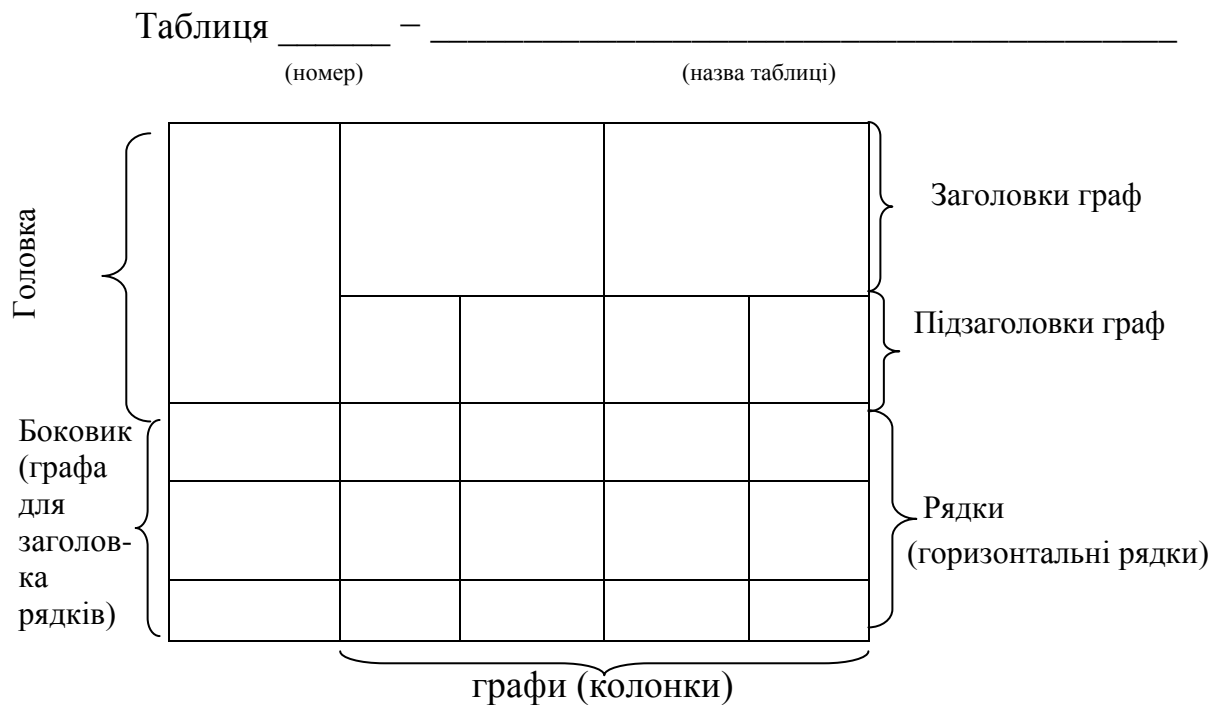 Таблиця ______ – ________________________________________
(номер) (назва таблиці)
Головка
Заголовки граф
Підзаголовки граф
Боковик
(графа
для
заголов-
ка
рядків)
Рядки
(горизонтальні рядки)
графи (колонки)